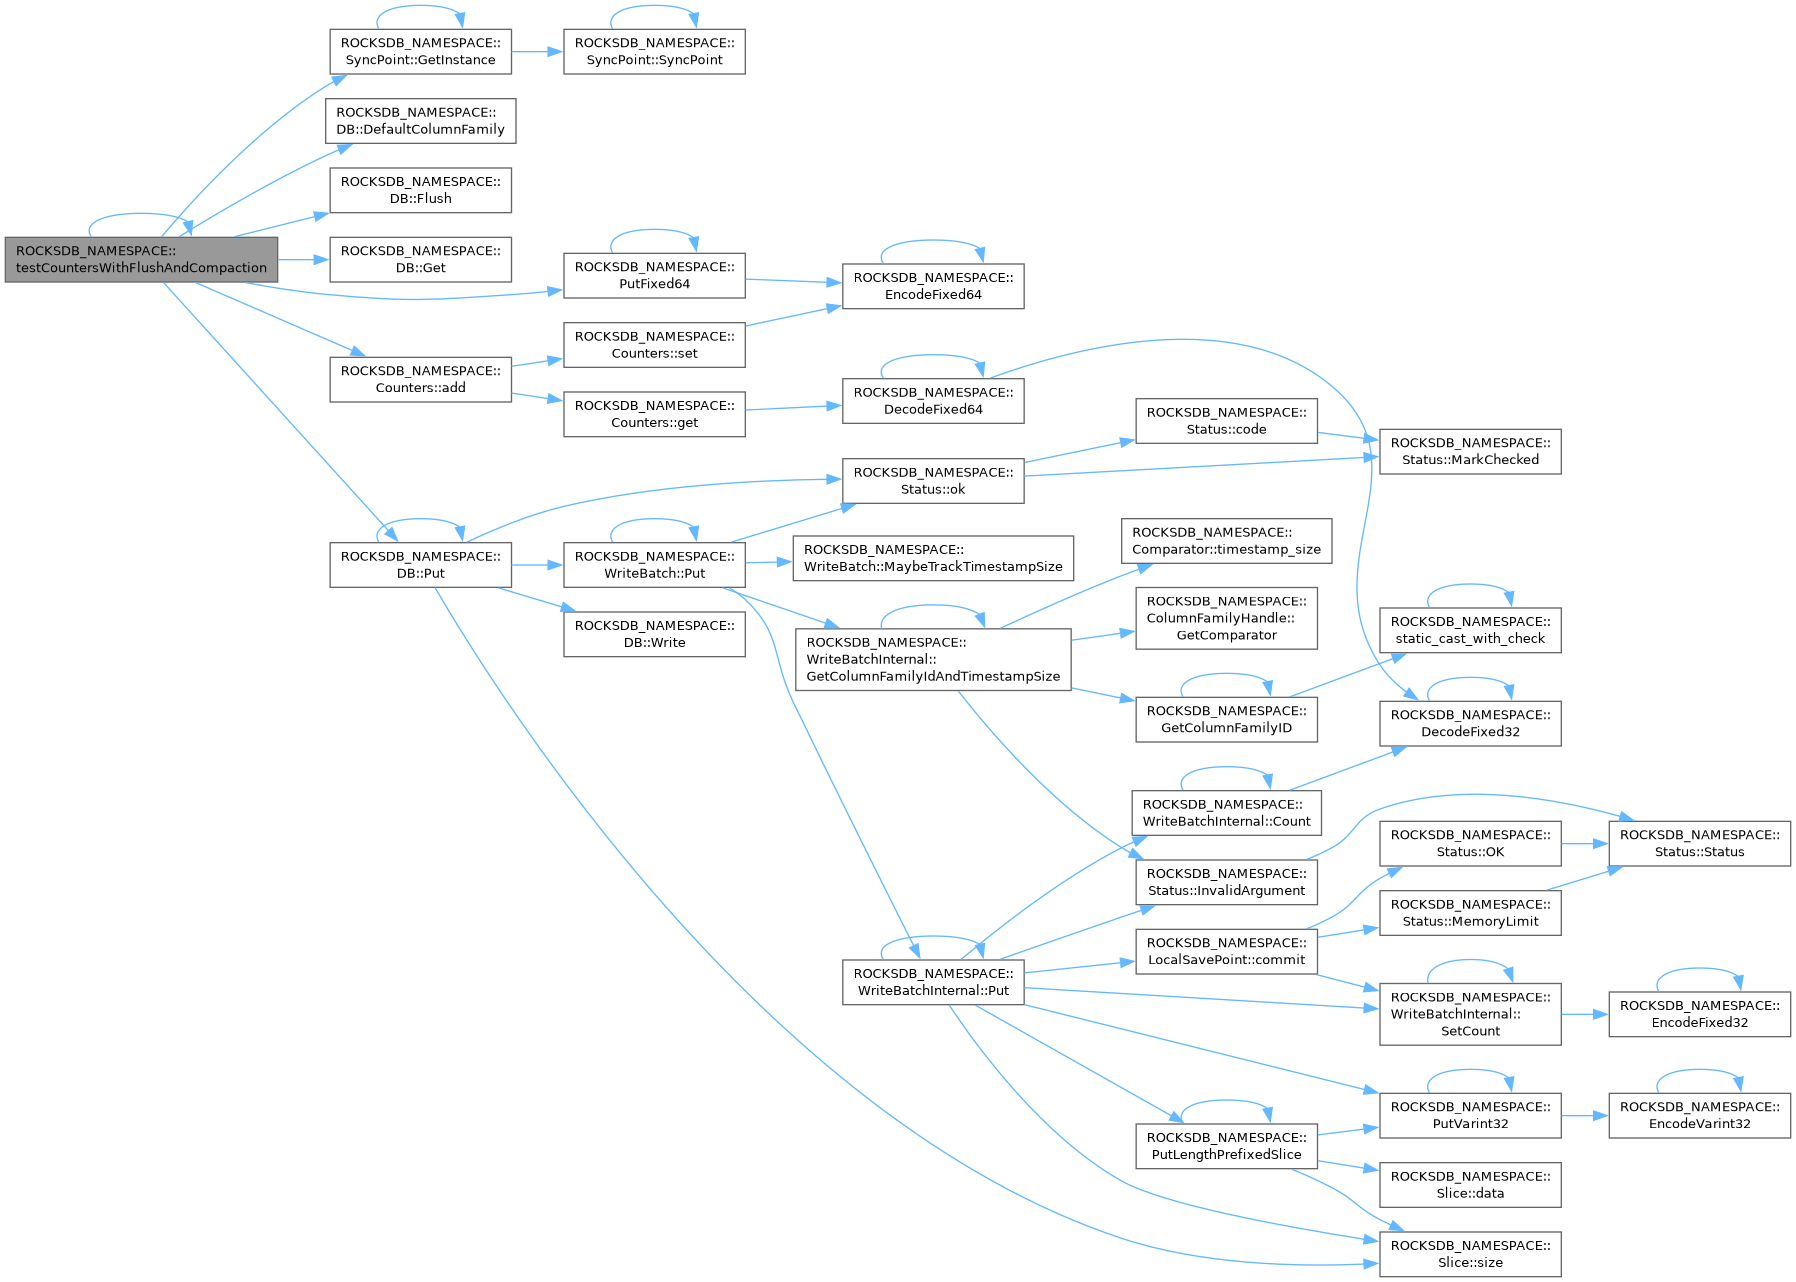 ROCKSDB_NAMESPACE::
testCountersWithFlushAndCompaction
ROCKSDB_NAMESPACE::
SyncPoint::GetInstance
ROCKSDB_NAMESPACE::
SyncPoint::SyncPoint
ROCKSDB_NAMESPACE::
DB::DefaultColumnFamily
ROCKSDB_NAMESPACE::
DB::Flush
ROCKSDB_NAMESPACE::
DB::Get
ROCKSDB_NAMESPACE::
PutFixed64
ROCKSDB_NAMESPACE::
EncodeFixed64
ROCKSDB_NAMESPACE::
Counters::add
ROCKSDB_NAMESPACE::
Counters::set
ROCKSDB_NAMESPACE::
Counters::get
ROCKSDB_NAMESPACE::
DecodeFixed64
ROCKSDB_NAMESPACE::
DB::Put
ROCKSDB_NAMESPACE::
WriteBatch::Put
ROCKSDB_NAMESPACE::
DB::Write
ROCKSDB_NAMESPACE::
Status::ok
ROCKSDB_NAMESPACE::
Status::code
ROCKSDB_NAMESPACE::
Status::MarkChecked
ROCKSDB_NAMESPACE::
WriteBatch::MaybeTrackTimestampSize
ROCKSDB_NAMESPACE::
WriteBatchInternal::
GetColumnFamilyIdAndTimestampSize
ROCKSDB_NAMESPACE::
Comparator::timestamp_size
ROCKSDB_NAMESPACE::
ColumnFamilyHandle::
GetComparator
ROCKSDB_NAMESPACE::
GetColumnFamilyID
ROCKSDB_NAMESPACE::
static_cast_with_check
ROCKSDB_NAMESPACE::
DecodeFixed32
ROCKSDB_NAMESPACE::
WriteBatchInternal::Count
ROCKSDB_NAMESPACE::
Status::InvalidArgument
ROCKSDB_NAMESPACE::
Status::OK
ROCKSDB_NAMESPACE::
Status::Status
ROCKSDB_NAMESPACE::
Status::MemoryLimit
ROCKSDB_NAMESPACE::
WriteBatchInternal::Put
ROCKSDB_NAMESPACE::
LocalSavePoint::commit
ROCKSDB_NAMESPACE::
WriteBatchInternal::
SetCount
ROCKSDB_NAMESPACE::
EncodeFixed32
ROCKSDB_NAMESPACE::
PutVarint32
ROCKSDB_NAMESPACE::
EncodeVarint32
ROCKSDB_NAMESPACE::
PutLengthPrefixedSlice
ROCKSDB_NAMESPACE::
Slice::data
ROCKSDB_NAMESPACE::
Slice::size